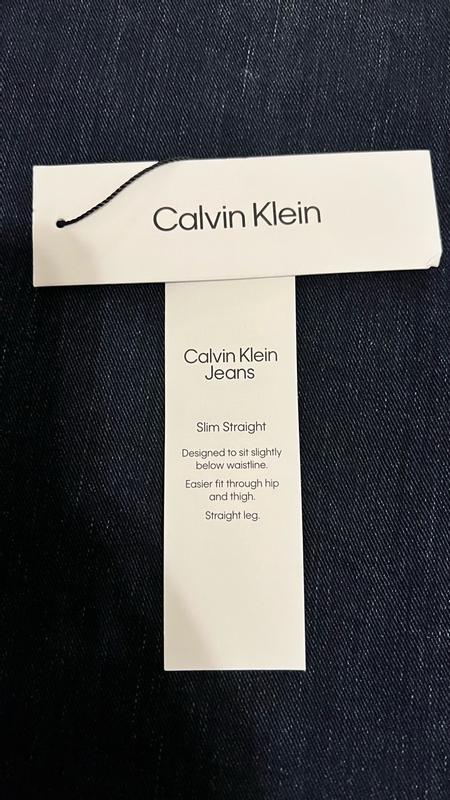 Calvin Klein
Calvin Klein
Jeans
Slim Straight
Designed to sit slightly
below waistline.
Easier fit through hip
and thigh.
Straight leg.